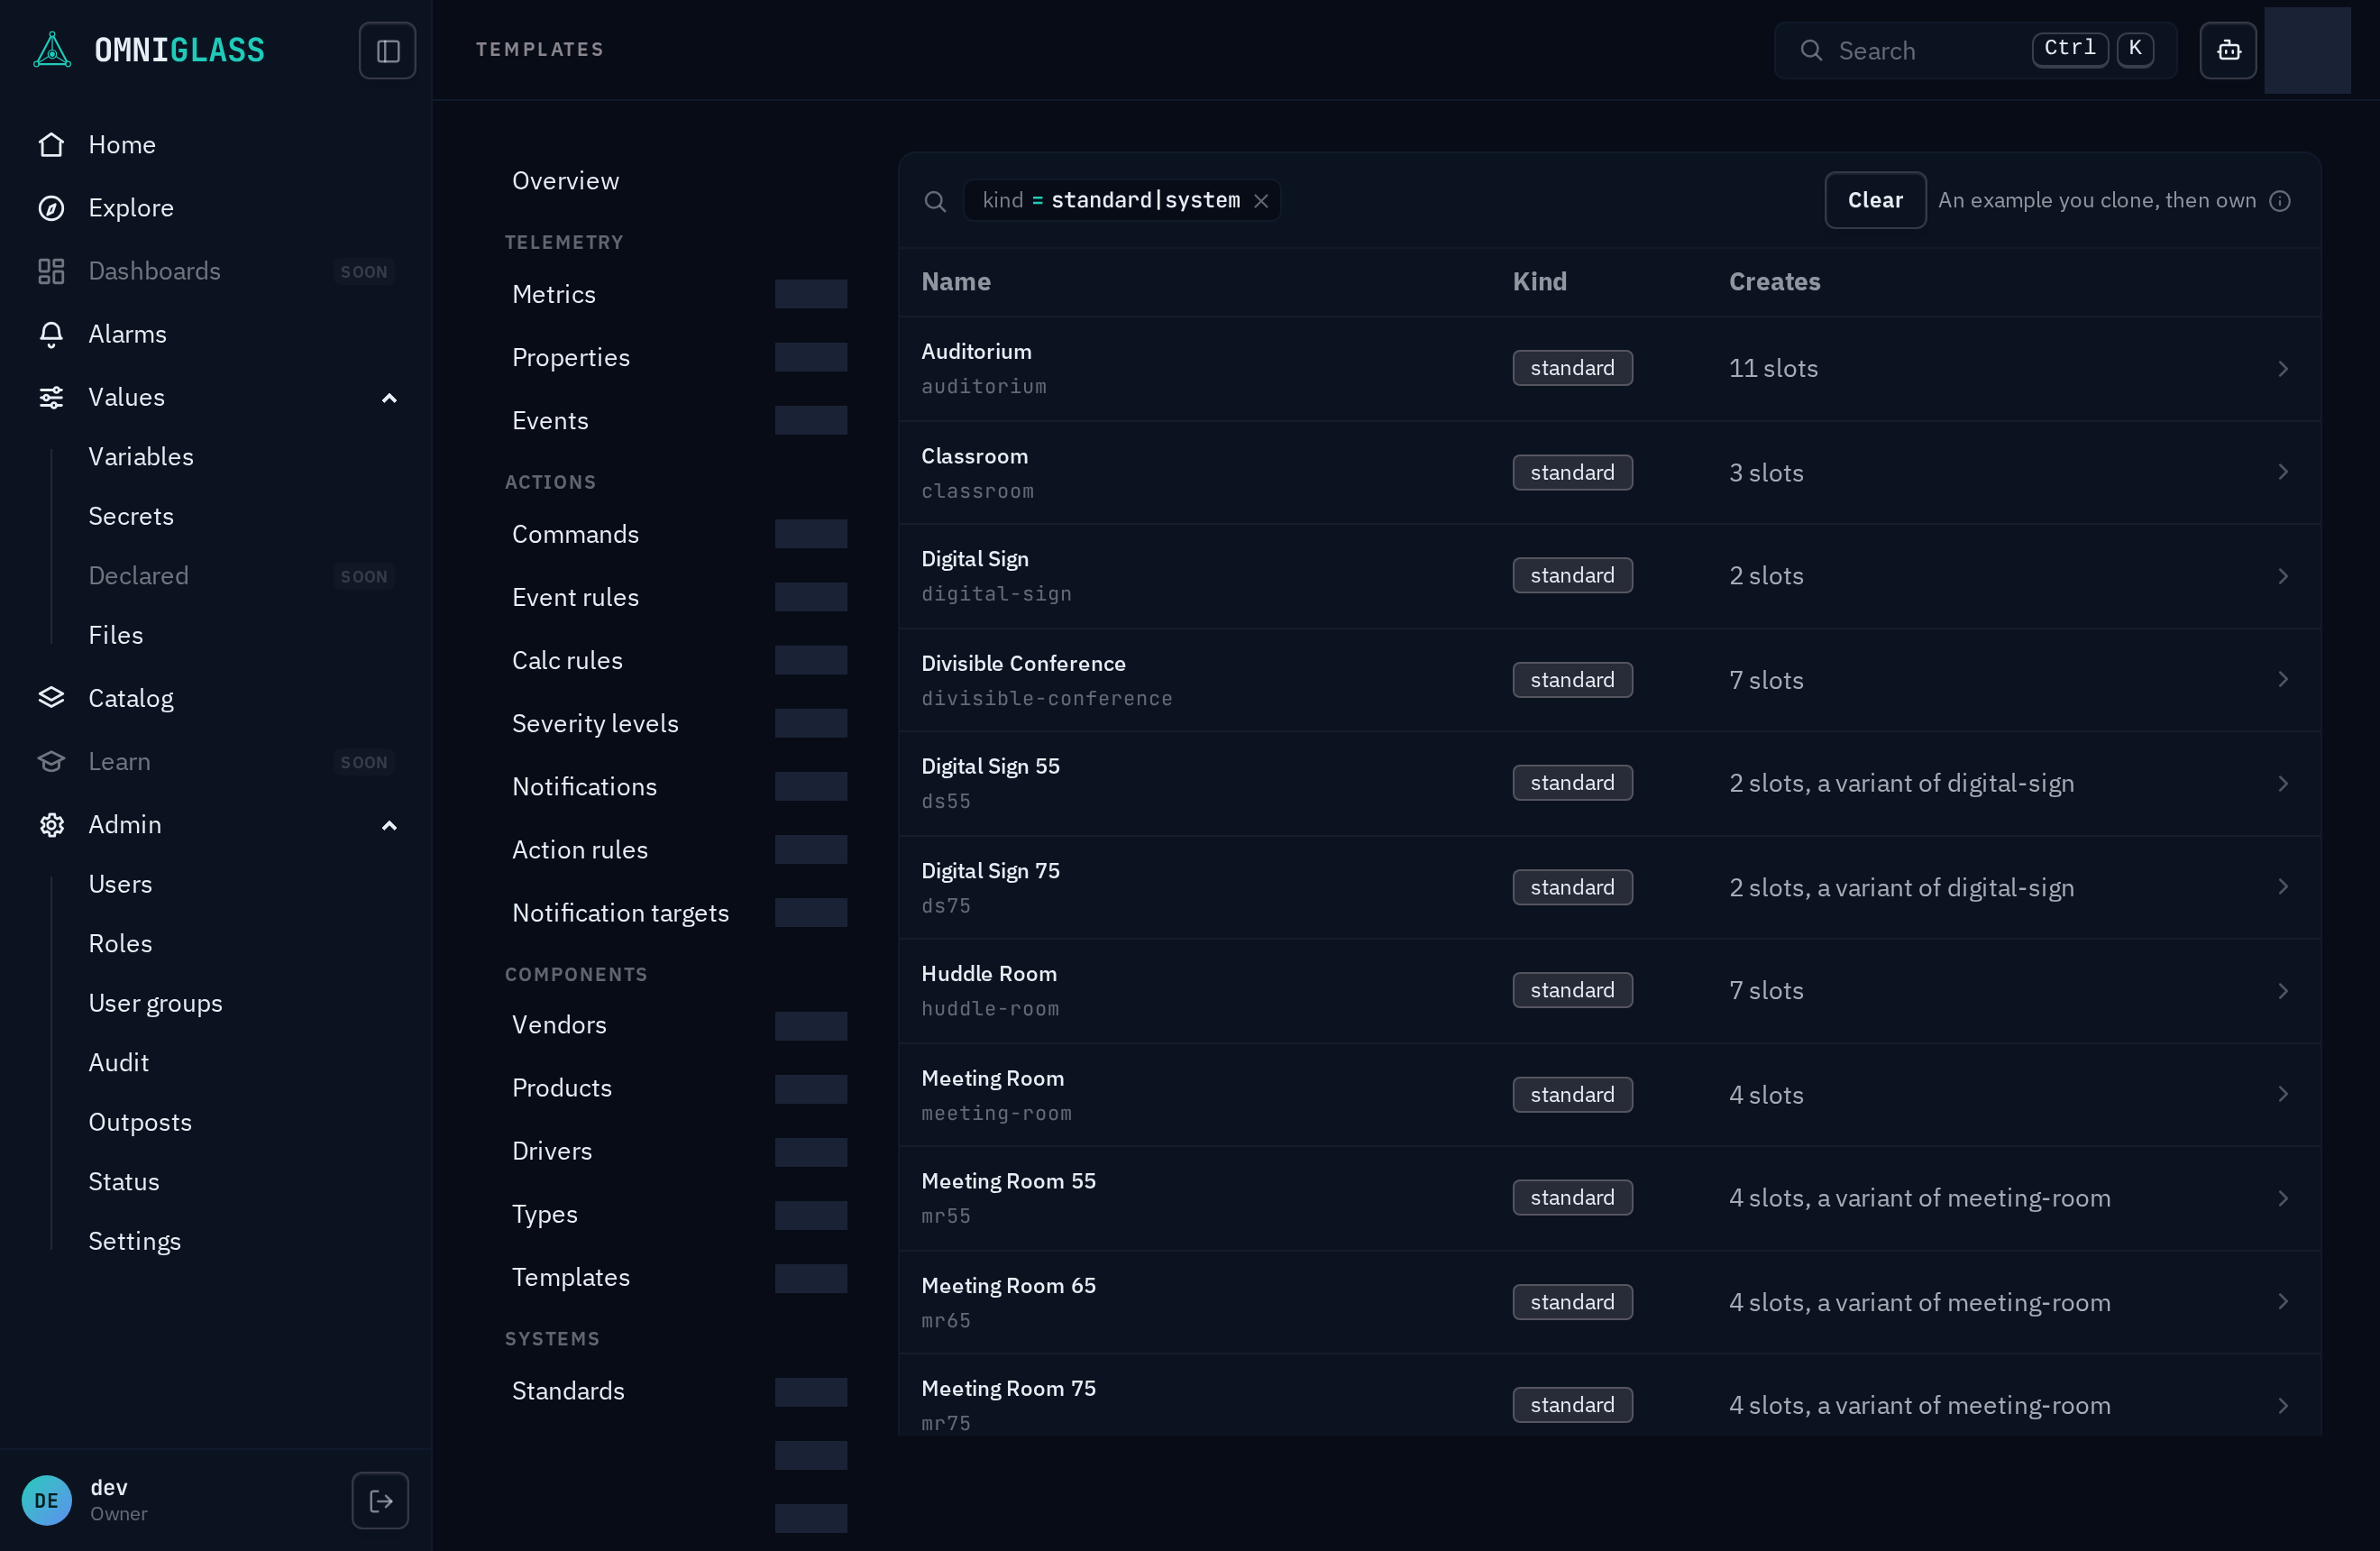 OMNIGLASS
Home
Explore
Dashboards SOON
Alarms
Values
Variables
Secrets
Declared SOON
Files
Catalog
Learn SOON
Admin
Users
Roles
User groups
Audit
Outposts
Status
Settings
DE dev
Owner
TEMPLATES
Search Ctrl K
Overview
TELEMETRY
Metrics
Properties
Events
ACTIONS
Commands
Event rules
Calc rules
Severity levels
Notifications
Action rules
Notification targets
COMPONENTS
Vendors
Products
Drivers
Types
Templates
SYSTEMS
Standards
kind = standard|system Clear An example you clone, then own
Name Kind Creates
Auditorium
auditorium standard 11 slots
Classroom
classroom standard 3 slots
Digital Sign
digital-sign standard 2 slots
Divisible Conference
divisible-conference standard 7 slots
Digital Sign 55
ds55 standard 2 slots, a variant of digital-sign
Digital Sign 75
ds75 standard 2 slots, a variant of digital-sign
Huddle Room
huddle-room standard 7 slots
Meeting Room
meeting-room standard 4 slots
Meeting Room 55
mr55 standard 4 slots, a variant of meeting-room
Meeting Room 65
mr65 standard 4 slots, a variant of meeting-room
Meeting Room 75
mr75 standard 4 slots, a variant of meeting-room